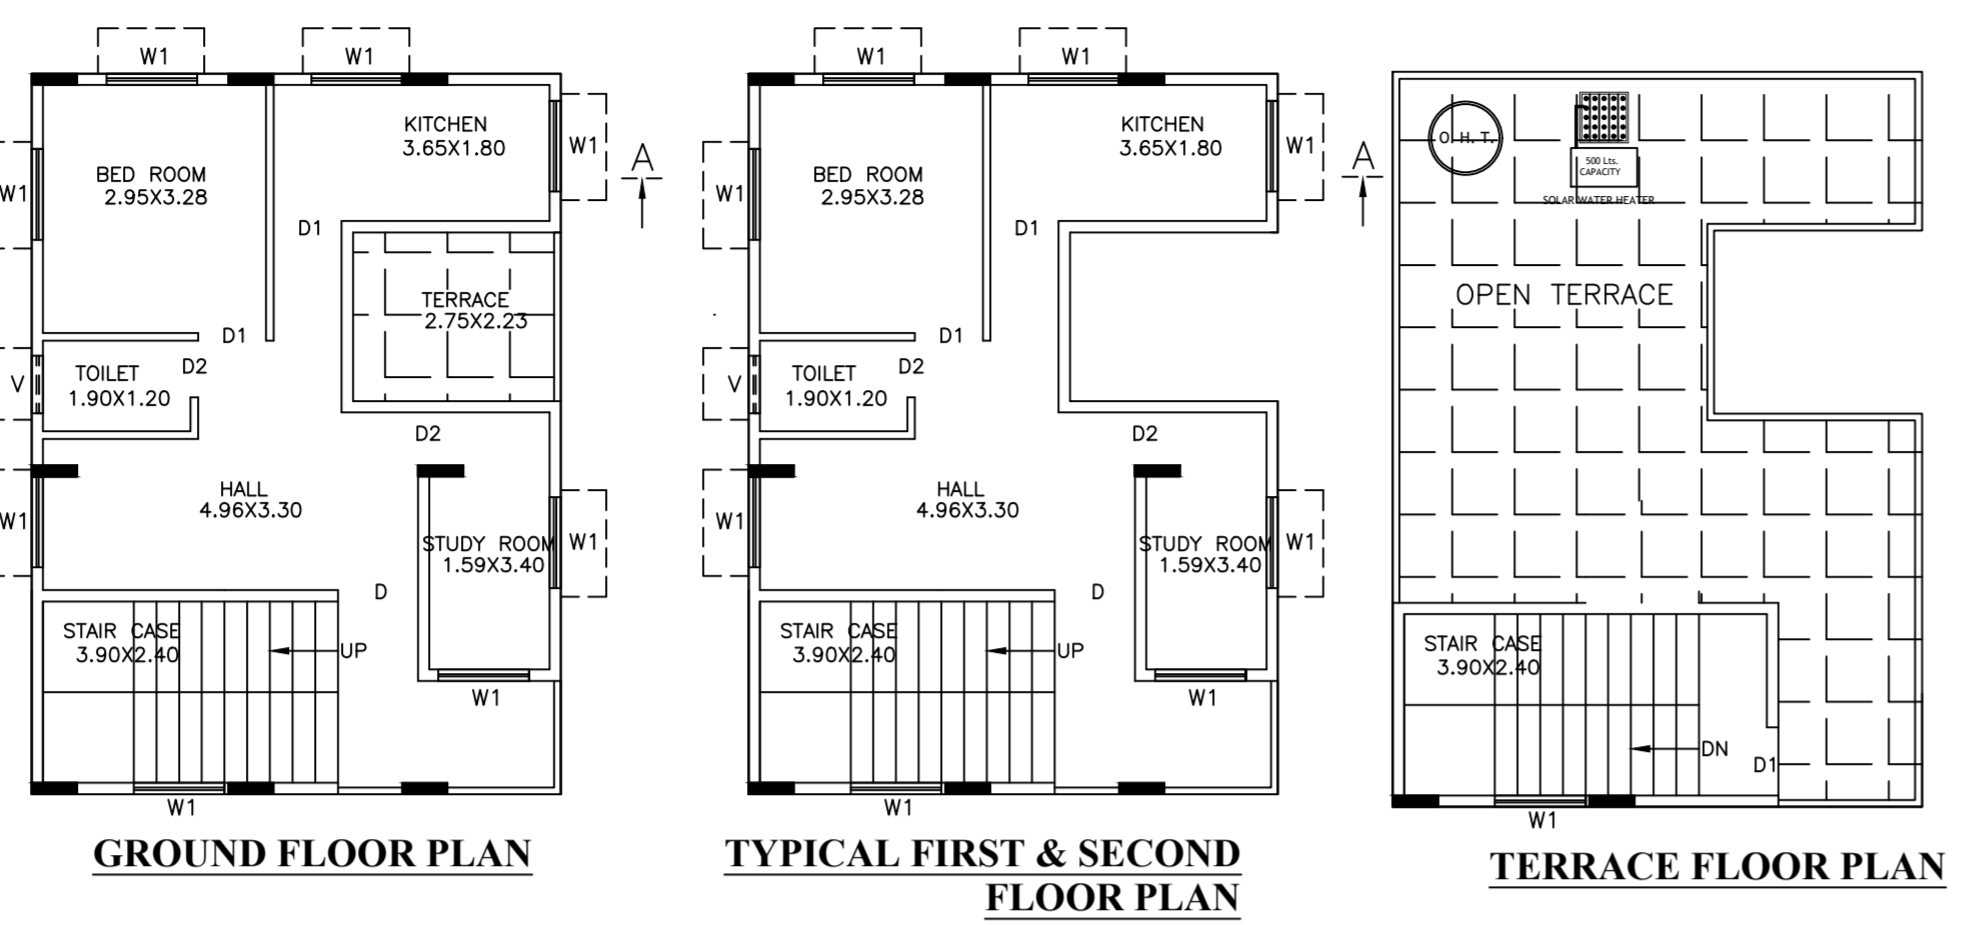 W1
W1
KITCHEN
3.65X1.80
W1
BED ROOM
2.95X3.28
W1
A
D1
TERRACE
2.75X2.23
D1
D2
TOILET
1.90X1.20
V
D2
HALL
4.96X3.30
W1
STUDY ROOM
1.59X3.40
W1
D
STAIR CASE
3.90X2.40
UP
W1
W1
GROUND FLOOR PLAN
W1
W1
KITCHEN
3.65X1.80
W1
BED ROOM
2.95X3.28
W1
A
D1
D1
D2
TOILET
1.90X1.20
V
D2
HALL
4.96X3.30
W1
STUDY ROOM
1.59X3.40
W1
D
STAIR CASE
3.90X2.40
UP
W1
W1
TYPICAL FIRST & SECOND
FLOOR PLAN
O.H.T.
500 Lts.
CAPACITY
SOLAR WATER HEATER
OPEN TERRACE
STAIR CASE
3.90X2.40
DN
D1
W1
TERRACE FLOOR PLAN